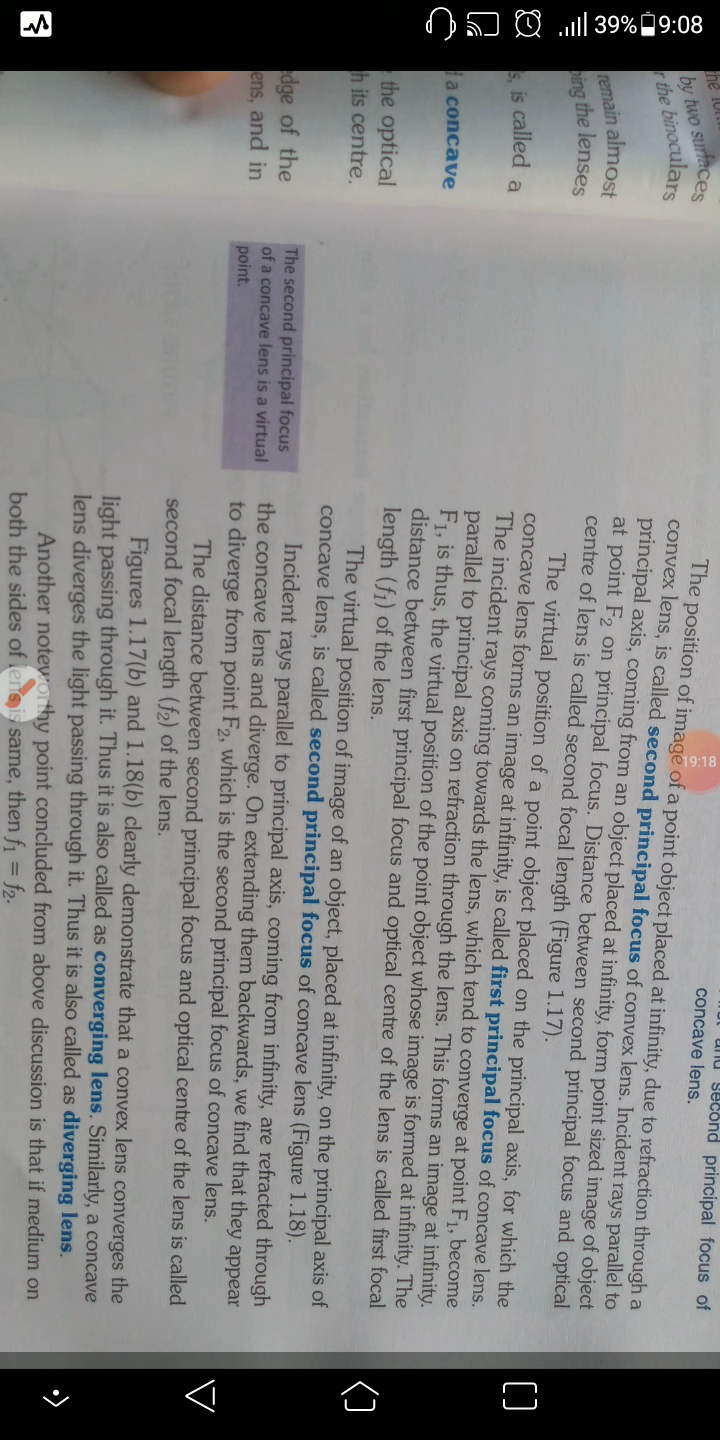 39% 9:08
by two surfaces
r the binoculars
remain almost
ping the lenses
s, is called a
a concave
the optical
h its centre.
edge of the
ens, and in
second principal focus of
concave lens.
The position of image of a point object placed at infinity, due to refraction through a
convex lens, is called second principal focus of convex lens. Incident rays parallel to
principal axis, coming from an object placed at infinity, form point sized image of object
at point F2 on principal focus. Distance between second principal focus and optical
centre of lens is called second focal length (Figure 1.17).
The virtual position of a point object placed on the principal axis, for which the
concave lens forms an image at infinity, is called first principal focus of concave lens.
The incident rays coming towards the lens, which tend to converge at point F1, become
parallel to principal axis on refraction through the lens. This forms an image at infinity.
F1, is thus, the virtual position of the point object whose image is formed at infinity. The
distance between first principal focus and optical centre of the lens is called first focal
length (f1) of the lens.
The virtual position of image of an object, placed at infinity, on the principal axis of
concave lens, is called second principal focus of concave lens (Figure 1.18).
Incident rays parallel to principal axis, coming from infinity, are refracted through
the concave lens and diverge. On extending them backwards, we find that they appear
to diverge from point F2, which is the second principal focus of concave lens.
The distance between second principal focus and optical centre of the lens is called
second focal length (f2) of the lens.
Figures 1.17(b) and 1.18(b) clearly demonstrate that a convex lens converges the
light passing through it. Thus it is also called as converging lens. Similarly, a concave
lens diverges the light passing through it. Thus it is also called as diverging lens.
Another noteworthy point concluded from above discussion is that if medium on
both the sides of lens is same, then f1 = f2.
The second principal focus
of a concave lens is a virtual
point.
19:18